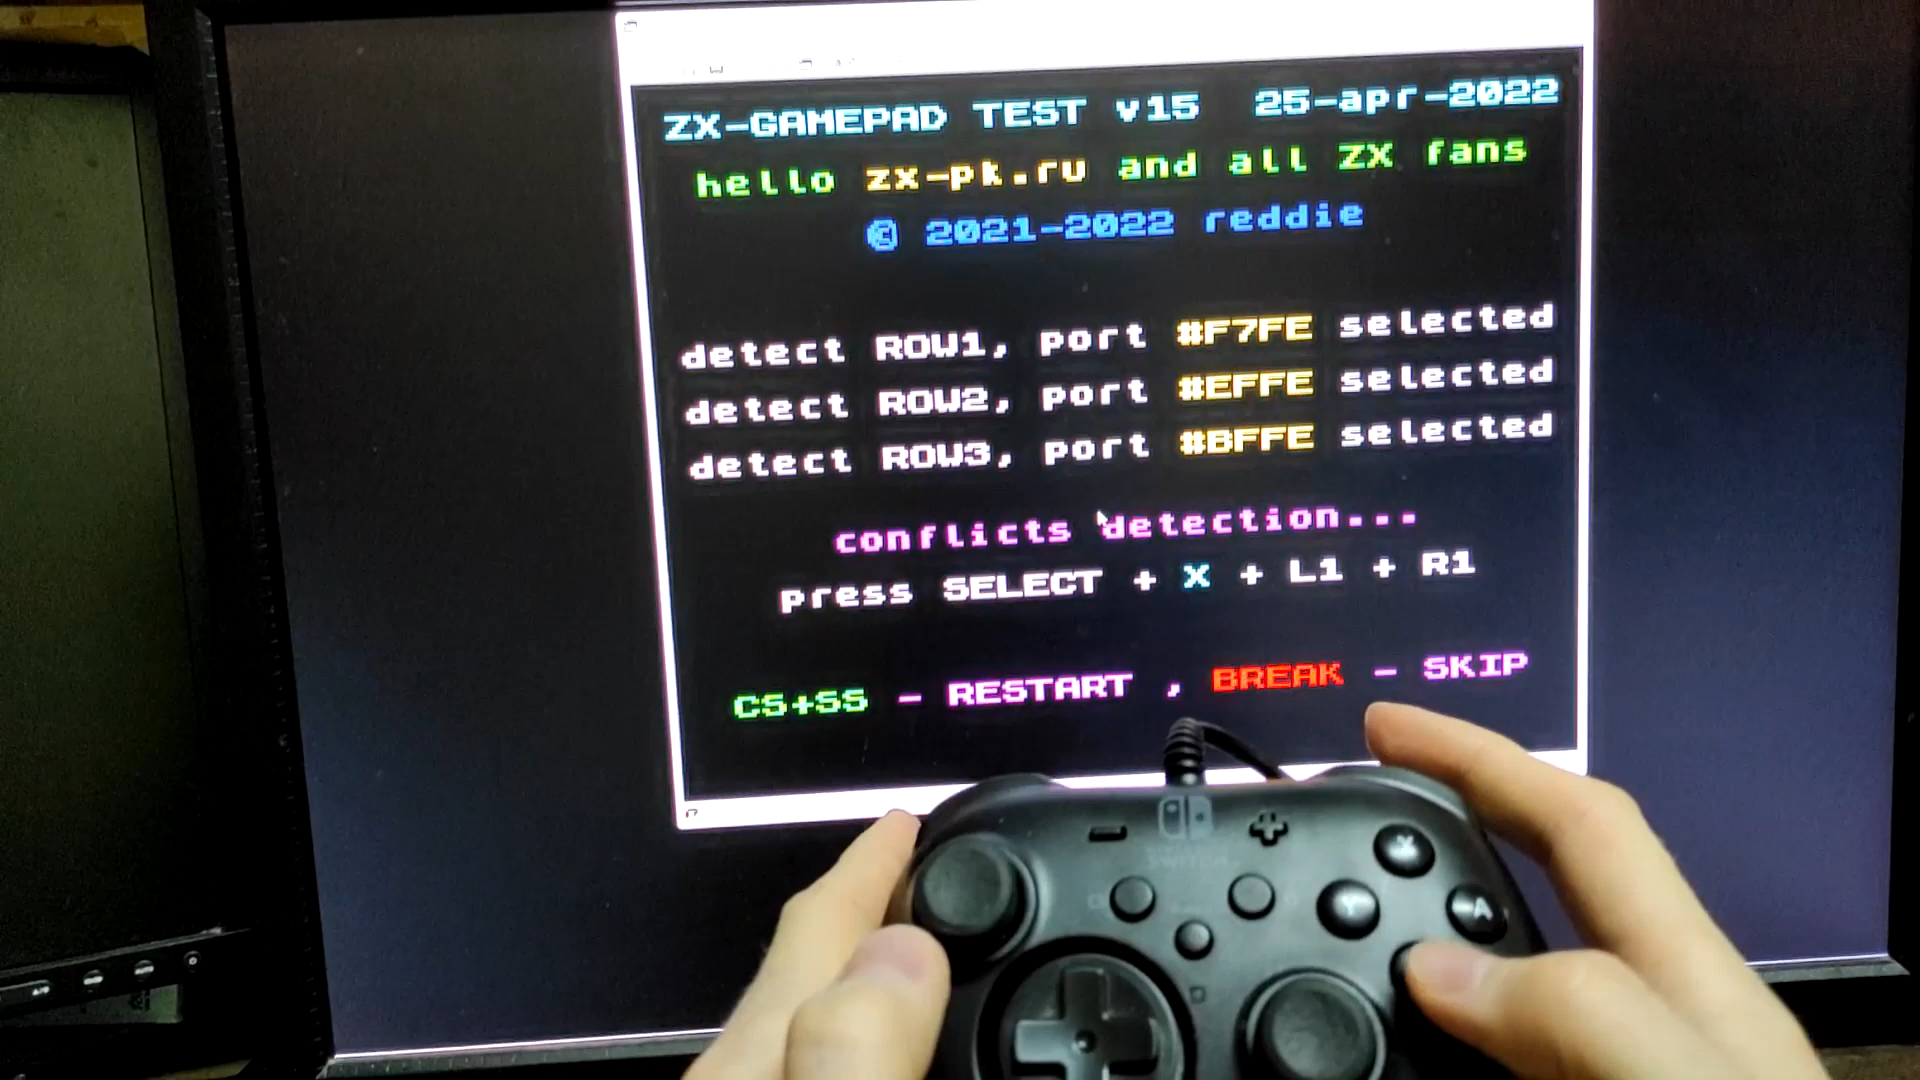 ZX-GAMEPAD TEST v15 25-apr-2022
hello zx-pk.ru and all ZX fans
© 2021-2022 reddie
detect ROW1, port #F7FE selected
detect ROW2, port #EFFE selected
detect ROW3, port #BFFE selected
conflicts detection...
press SELECT + X + L1 + R1
CS+SS - RESTART , BREAK - SKIP
SWITCH
X
Y
A